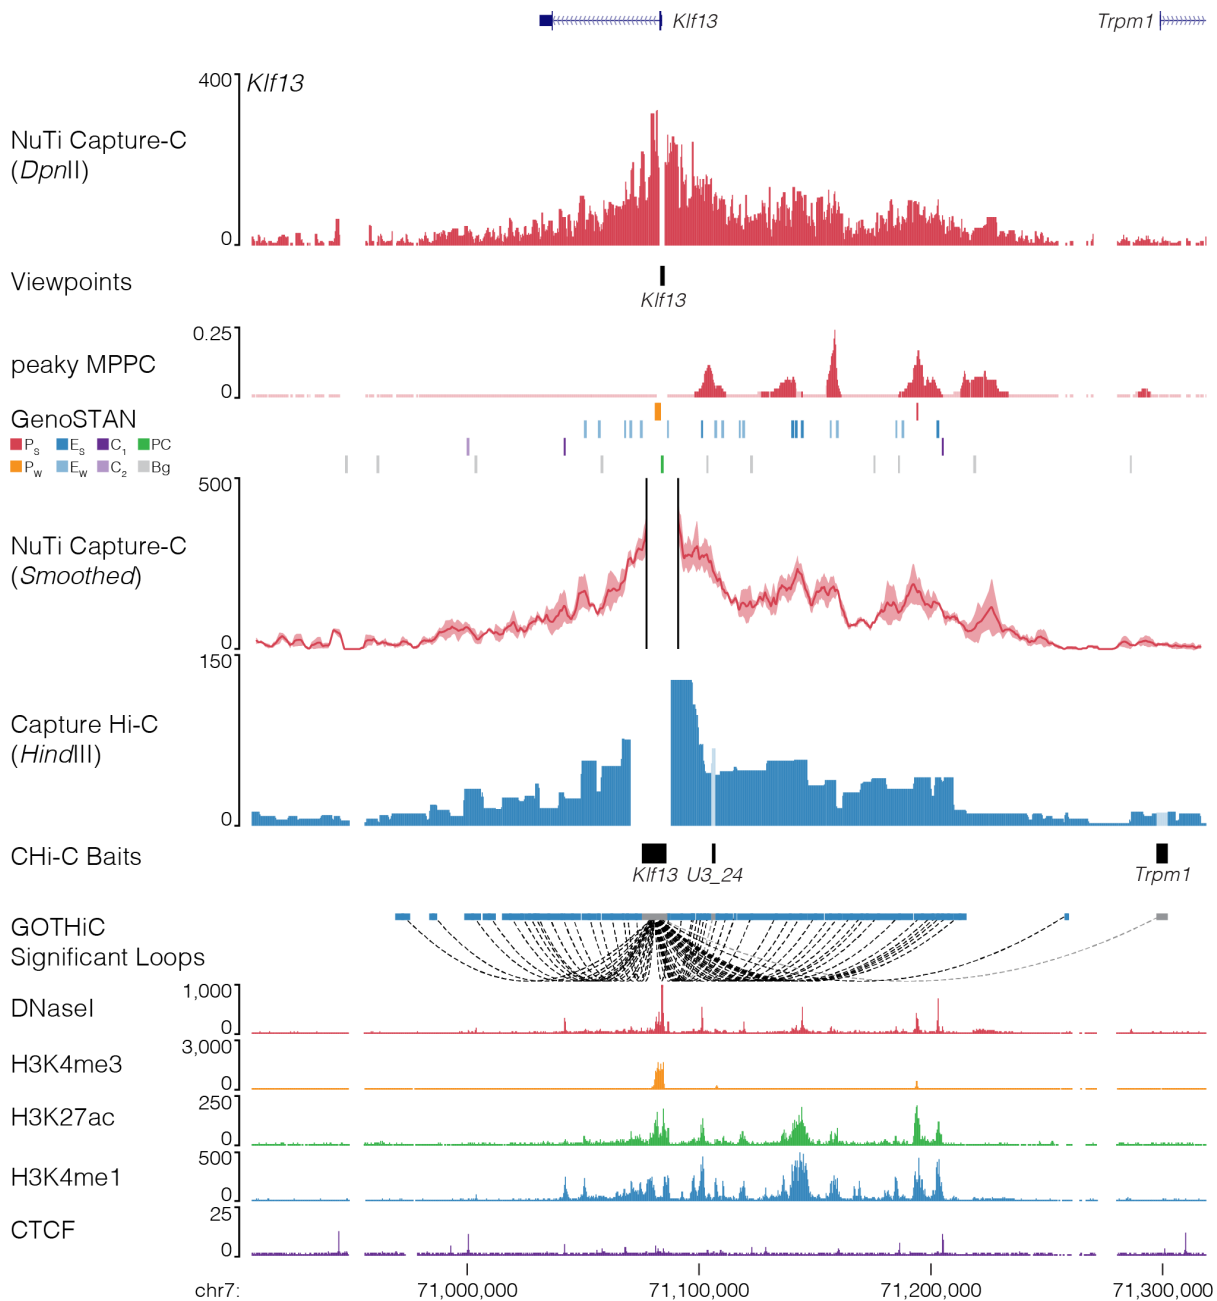 Klf13
Trpm1
400
Klf13
NuTi Capture-C
(DpnII)
0
Viewpoints
Klf13
0.25
peaky MPPC
0
GenoSTAN
PS ES C1 PC
PW EW C2 Bg
500
NuTi Capture-C
(Smoothed)
0
150
Capture Hi-C
(HindIII)
0
CHi-C Baits
Klf13 U3_24 Trpm1
GOTHiC
Significant Loops
1,000
DNaseI
0
3,000
H3K4me3
0
250
H3K27ac
0
500
H3K4me1
0
25
CTCF
0
chr7: 71,000,000 71,100,000 71,200,000 71,300,000